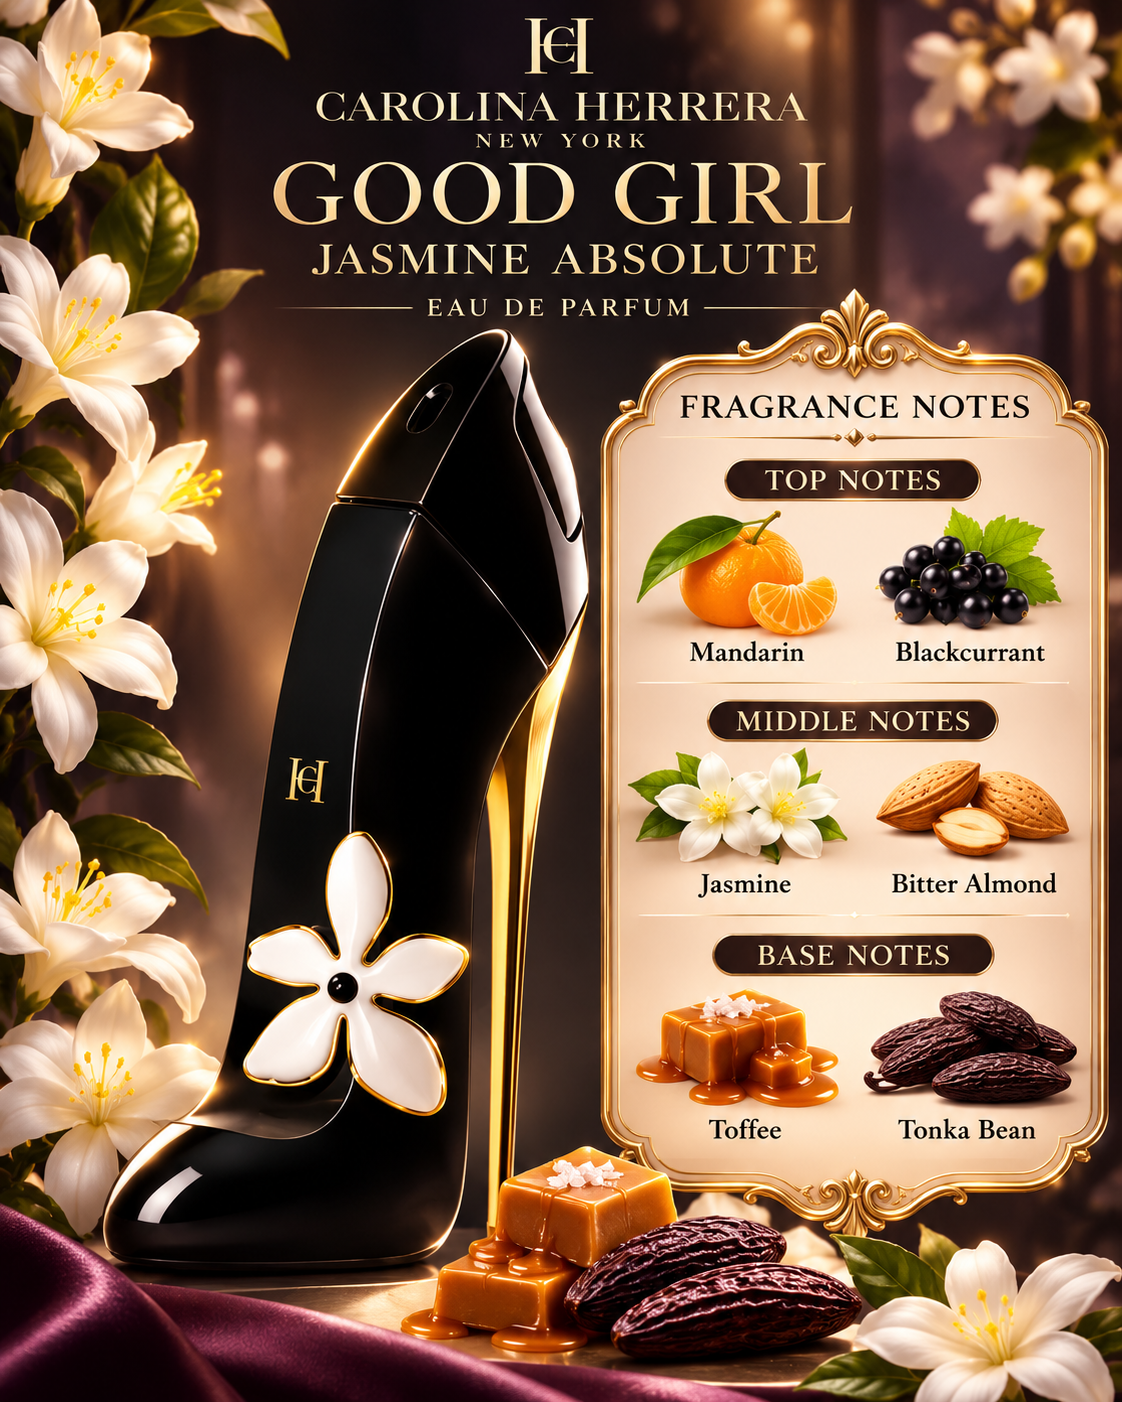 CH
CAROLINA HERRERA
NEW YORK
GOOD GIRL
JASMINE ABSOLUTE
EAU DE PARFUM
FRAGRANCE NOTES
TOP NOTES
Mandarin Blackcurrant
MIDDLE NOTES
Jasmine Bitter Almond
BASE NOTES
Toffee Tonka Bean
CH